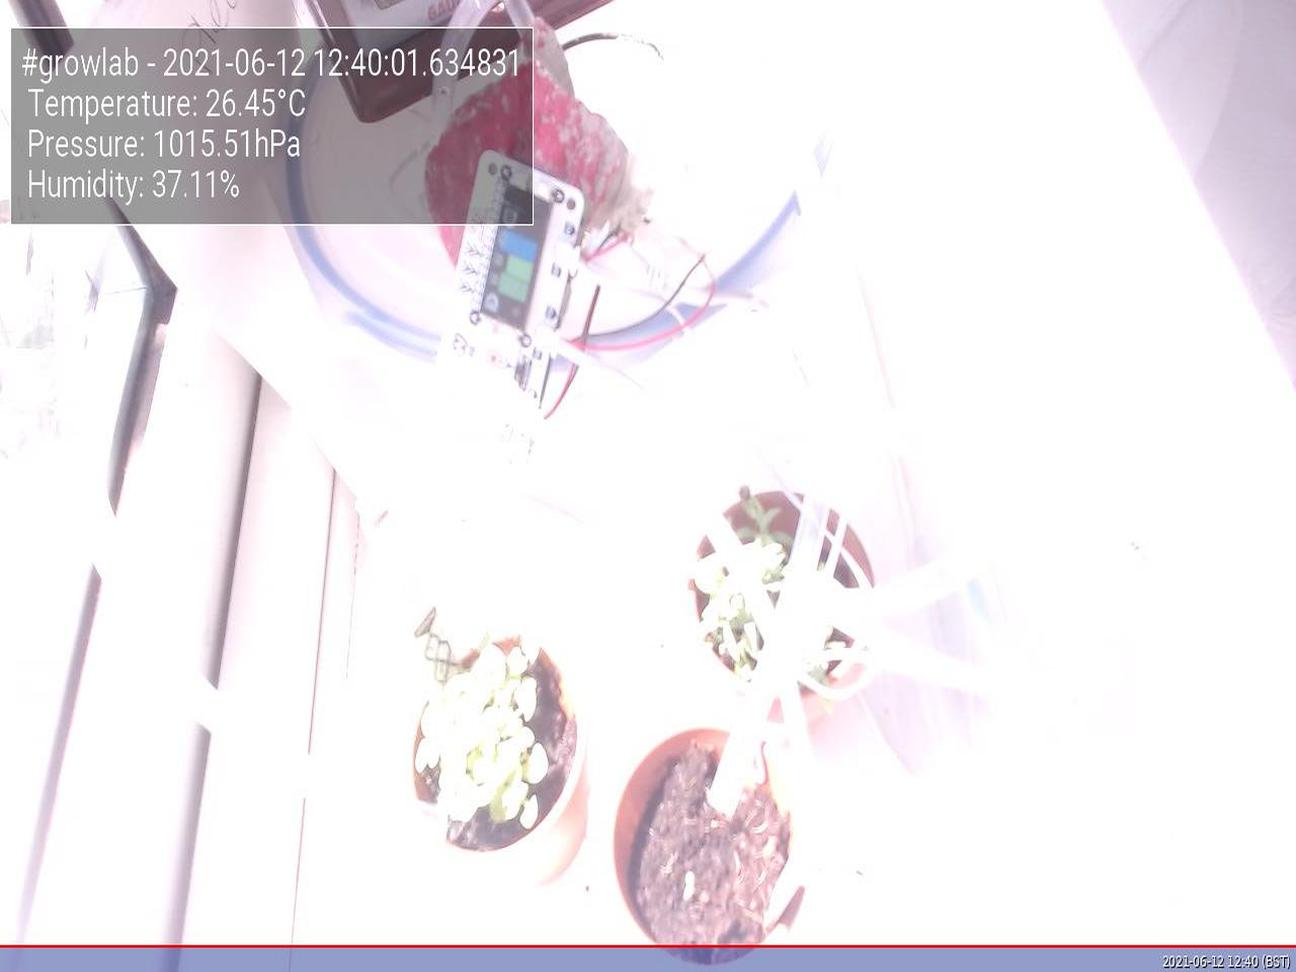 #growlab - 2021-06-12 12:40:01.634831
Temperature: 26.45°C
Pressure: 1015.51hPa
Humidity: 37.11%
2021-06-12 12:40 (BST)